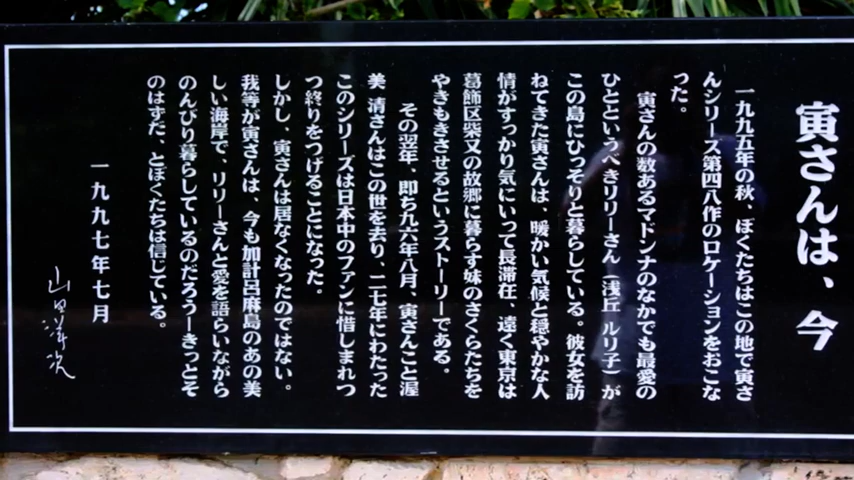 寅さんは、今
一九九五年の秋、ぼくたちはこの地で寅さ
んシリーズ第四八作のロケーションをおこな
った。
寅さんの数あるマドンナのなかでも最愛の
ひとというべきリリーさん（浅丘 ルリ子）が
この島にひっそりと暮らしている。彼女を訪
ねてきた寅さんは、暖かい気候と穏やかな人
情がすっかり気にいって長滞在、遠く東京は
葛飾区柴又の故郷に暮らす妹のさくらたちを
やきもきさせるというストーリーである。
その翌年、即ち九六年八月、寅さんこと渥
美 清さんはこの世を去り、二七年にわたった
このシリーズは日本中のファンに惜しまれつ
つ終りをつげることになった。
しかし、寅さんは居なくなったのではない。
我等が寅さんは、今も加計呂麻島のあの美
しい海岸で、リリーさんと愛を語らいながら
のんびり暮らしているのだろう―きっとそ
のはずだ、とぼくたちは信じている。
一九九七年七月
山田洋次